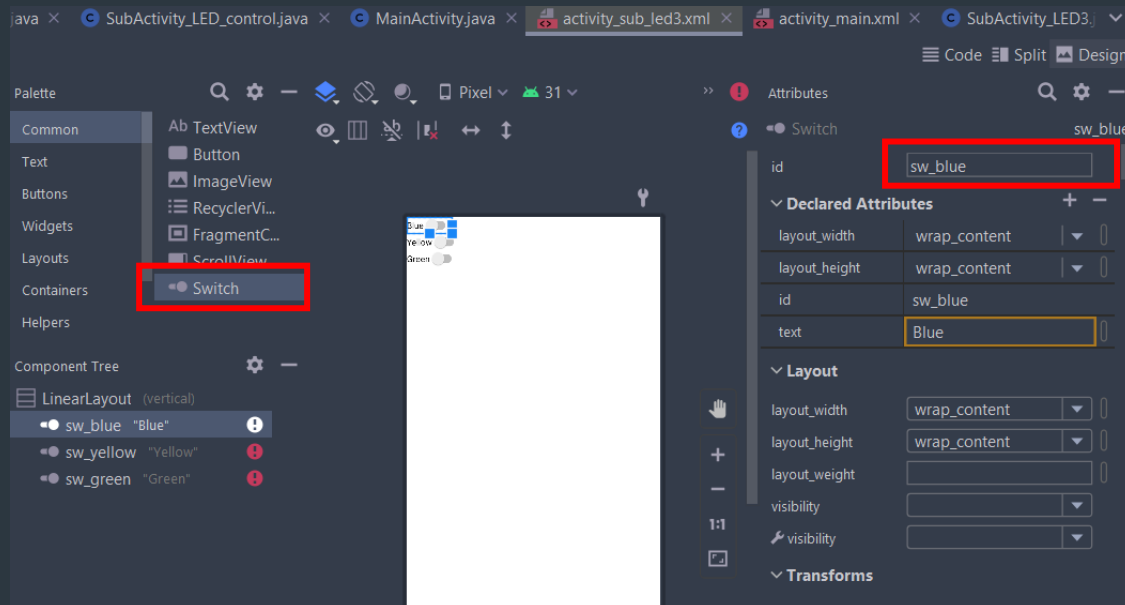 java SubActivity_LED_control.java MainActivity.java activity_sub_led3.xml activity_main.xml SubActivity_LED3.j
Code Split Design
Palette
Pixel 31
Common
Text
Buttons
Widgets
Layouts
Containers
Helpers
Ab TextView
Button
ImageView
RecyclerVi...
FragmentC...
ScrollView
Switch
Component Tree
LinearLayout (vertical)
sw_blue "Blue"
sw_yellow "Yellow"
sw_green "Green"
Blue
Yellow
Green
1:1
Attributes
Switch sw_blue
id sw_blue
Declared Attributes
layout_width wrap_content
layout_height wrap_content
id sw_blue
text Blue
Layout
layout_width wrap_content
layout_height wrap_content
layout_weight
visibility
visibility
Transforms